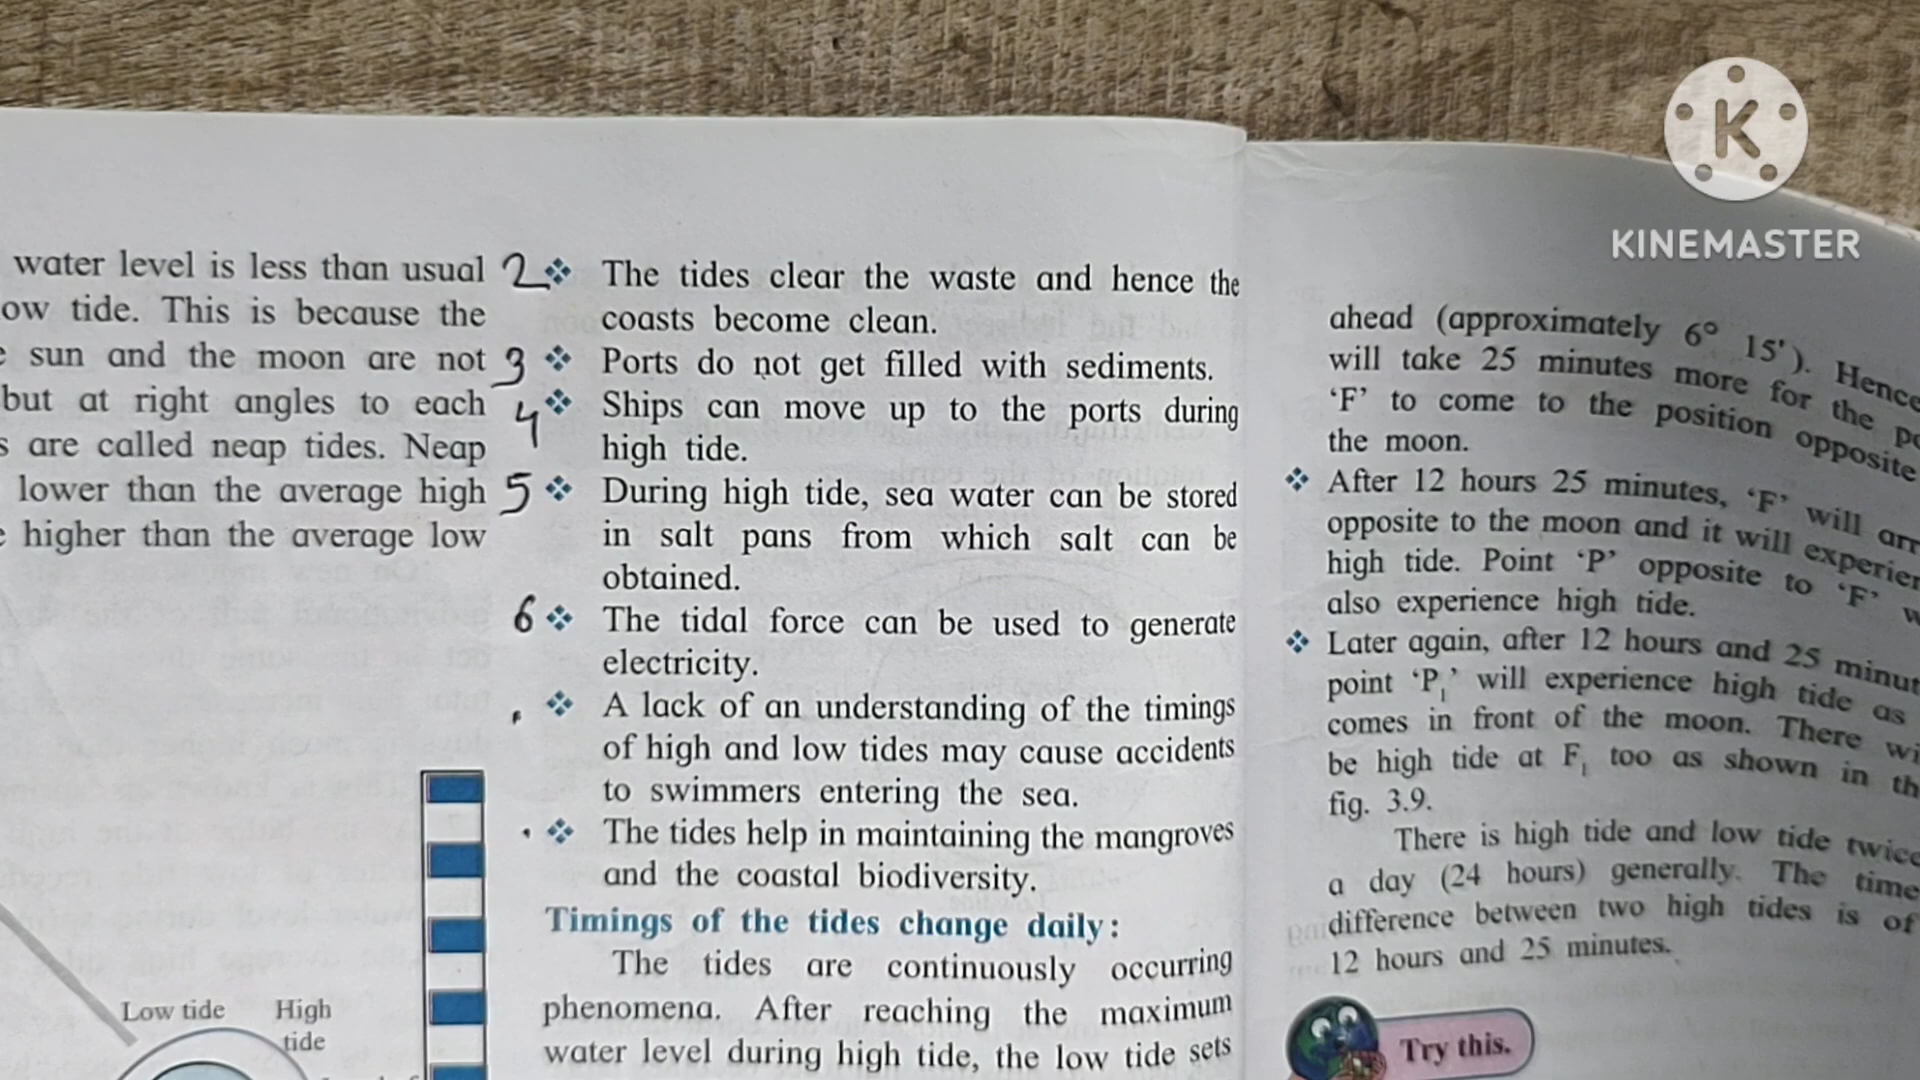 water level is less than usual
ow tide. This is because the
sun and the moon are not
but at right angles to each
s are called neap tides. Neap
lower than the average high
higher than the average low
Low tide
High
tide
2 ❖ The tides clear the waste and hence the
coasts become clean.
3 ❖ Ports do not get filled with sediments.
4 ❖ Ships can move up to the ports during
high tide.
5 ❖ During high tide, sea water can be stored
in salt pans from which salt can be
obtained.
6 ❖ The tidal force can be used to generate
electricity.
❖ A lack of an understanding of the timings
of high and low tides may cause accidents
to swimmers entering the sea.
❖ The tides help in maintaining the mangroves
and the coastal biodiversity.
Timings of the tides change daily:
The tides are continuously occurring
phenomena. After reaching the maximum
water level during high tide, the low tide sets
ahead (approximately 6° 15'). Hence
will take 25 minutes more for the po
'F' to come to the position opposite
the moon.
❖ After 12 hours 25 minutes, 'F' will arr
opposite to the moon and it will experien
high tide. Point 'P' opposite to 'F' w
also experience high tide.
❖ Later again, after 12 hours and 25 minut
point 'P₁' will experience high tide as
comes in front of the moon. There wi
be high tide at F₁ too as shown in th
fig. 3.9.
There is high tide and low tide twice
a day (24 hours) generally. The time
difference between two high tides is of
12 hours and 25 minutes.
Try this.
K
KINEMASTER